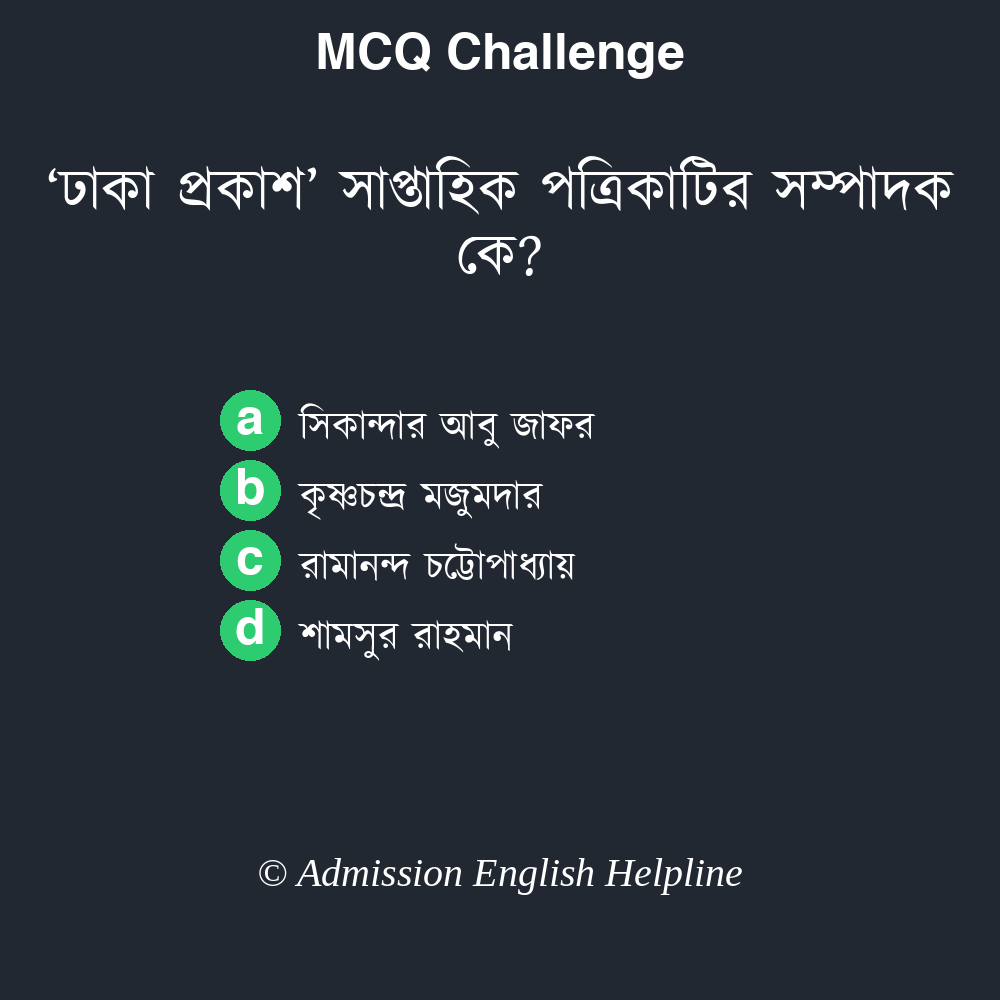 MCQ Challenge
‘ঢাকা প্রকাশ’ সাপ্তাহিক পত্রিকাটির সম্পাদক
কে?
a সিকান্দার আবু জাফর
b কৃষ্ণচন্দ্র মজুমদার
c রামানন্দ চট্টোপাধ্যায়
d শামসুর রাহমান
© Admission English Helpline